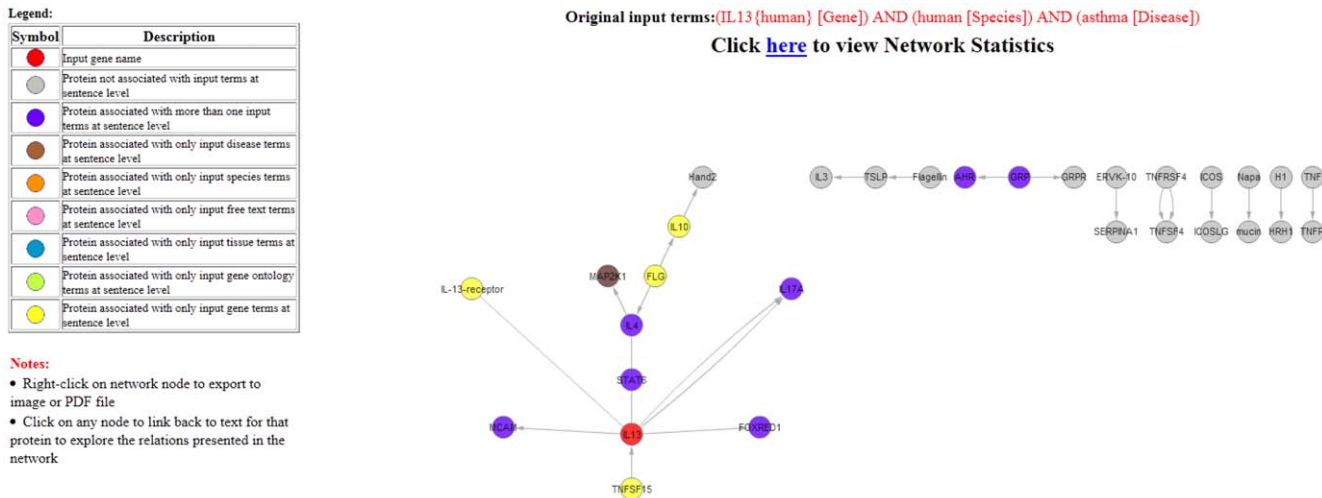 Legend:
Symbol Description
Input gene name
Protein not associated with input terms at
sentence level
Protein associated with more than one input
terms at sentence level
Protein associated with only input disease terms
at sentence level
Protein associated with only input species terms
at sentence level
Protein associated with only input free text terms
at sentence level
Protein associated with only input tissue terms at
sentence level
Protein associated with only input gene ontology
terms at sentence level
Protein associated with only input gene terms at
sentence level
Notes:
• Right-click on network node to export to
image or PDF file
• Click on any node to link back to text for that
protein to explore the relations presented in the
network
Original input terms:(IL13{human} [Gene]) AND (human [Species]) AND (asthma [Disease])
Click here to view Network Statistics
Hand2 IL3 TSLP Flagellin AHR GRP GRPR ERVK-10 TNFRSF4 ICOS Napa H1 TNF
IL10 SERPINA1 TNFSF4 ICOSLG mucin HRH1 TNFR
MAP2K1 FLG
IL-13-receptor IL17A
IL4
STAT6
MCAM IL13 FOXRED1
TNFSF15